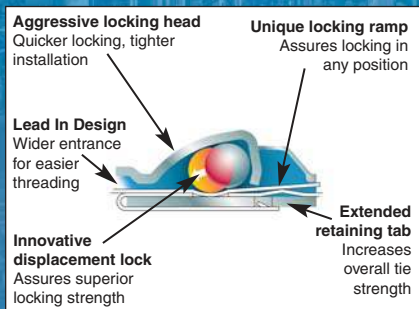 Aggressive locking head
Quicker locking, tighter
installation
Unique locking ramp
Assures locking in
any position
Lead In Design
Wider entrance
for easier
threading
Innovative
displacement lock
Assures superior
locking strength
Extended
retaining tab
Increases
overall tie
strength